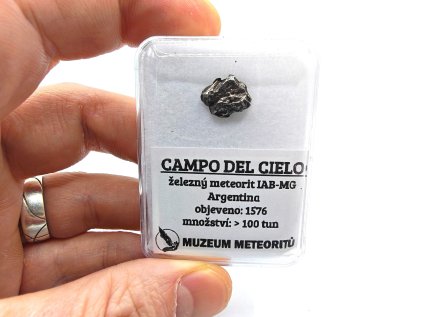 CAMPO DEL CIELO
železný meteorit IAB-MG
Argentina
objeveno: 1576
množství: > 100 tun
MUZEUM METEORITŮ